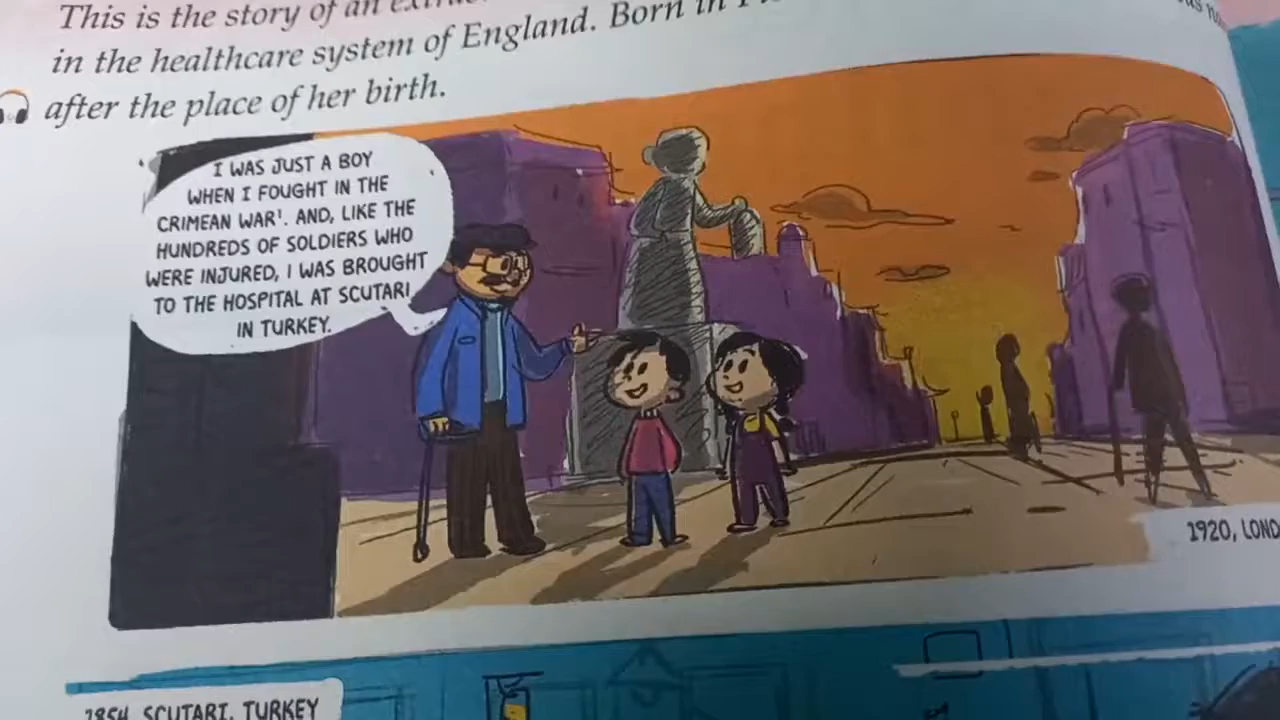 This is the story of an
in the healthcare system of England. Born in
after the place of her birth.
I WAS JUST A BOY
WHEN I FOUGHT IN THE
CRIMEAN WAR¹. AND, LIKE THE
HUNDREDS OF SOLDIERS WHO
WERE INJURED, I WAS BROUGHT
TO THE HOSPITAL AT SCUTARI
IN TURKEY.
1920,
1854, SCUTARI, TURKEY